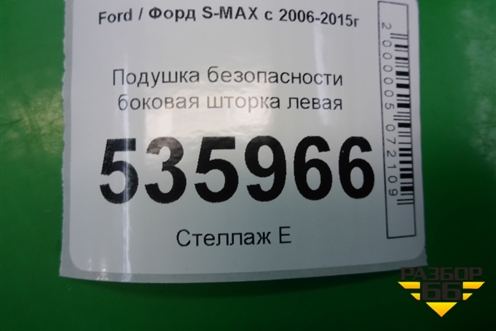 Ford / Форд S-MAX с 2006-2015г
Подушка безопасности
боковая шторка левая
535966
Стеллаж Е
2000005072109
РАЗБОР
66